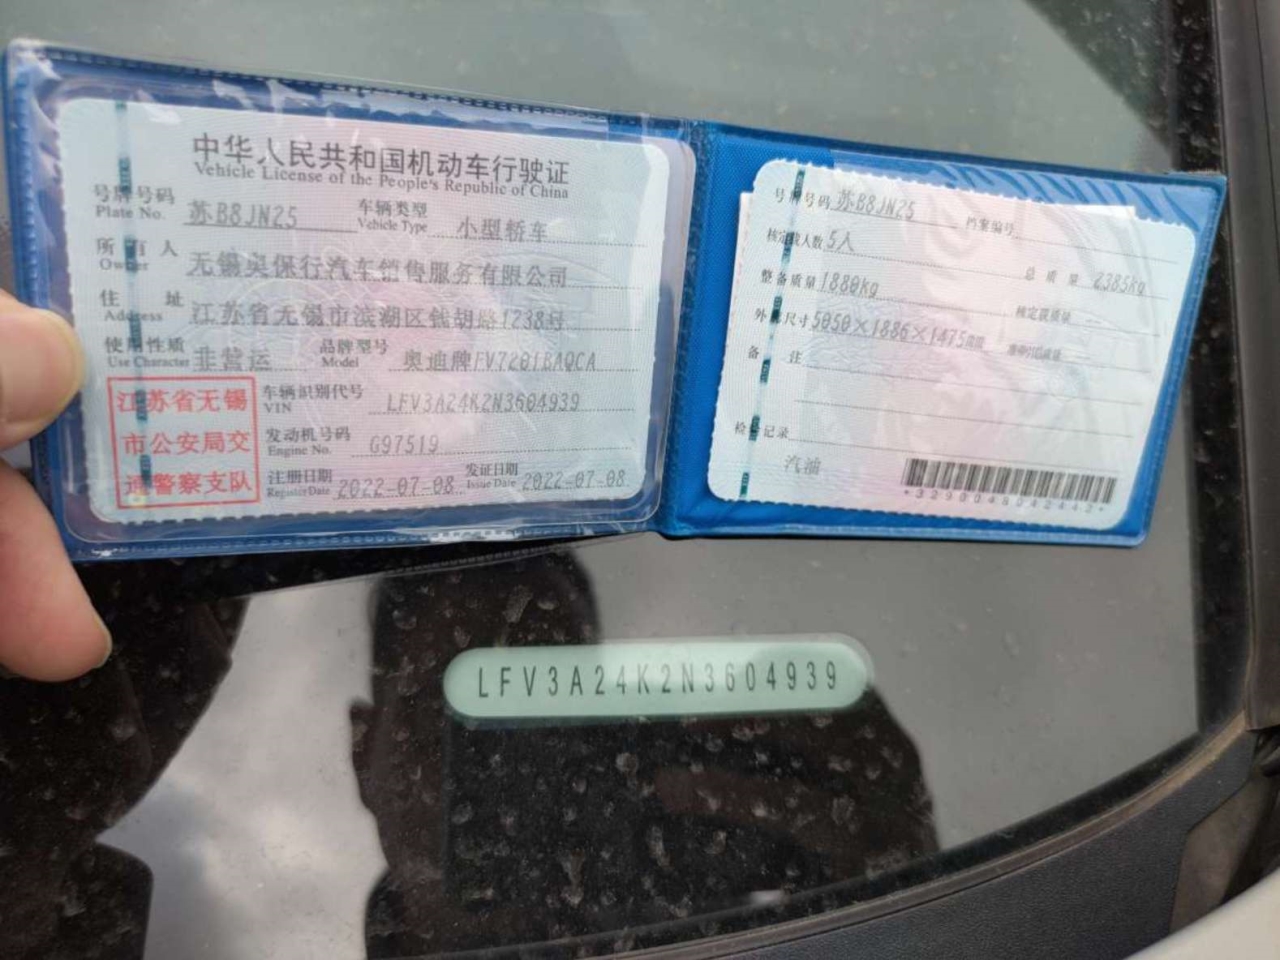 中华人民共和国机动车行驶证
Vehicle License of the People's Republic of China
号牌号码 苏B8JN25 车辆类型 小型轿车
Plate No. Vehicle Type
所有人 无锡奥保行汽车销售服务有限公司
Owner
住址 江苏省无锡市滨湖区钱胡路1238号
Address
使用性质 非营运 品牌型号 奥迪牌FV7201BAQCA
Use Character Model
江苏省无锡
市公安局交
通警察支队
车辆识别代号 LFV3A24K2N3604939
VIN
发动机号码 G97519
Engine No.
注册日期 2022-07-08 发证日期 2022-07-08
Register Date Issue Date
号牌号码 苏B8JN25 档案编号
核定载人数 5人
总质量 2385kg
整备质量 1880kg
核定载质量 --
外廓尺寸 5050×1886×1475mm 准牵引总质量 --
备注
检验记录
汽油
*3290048042442*
LFV3A24K2N3604939